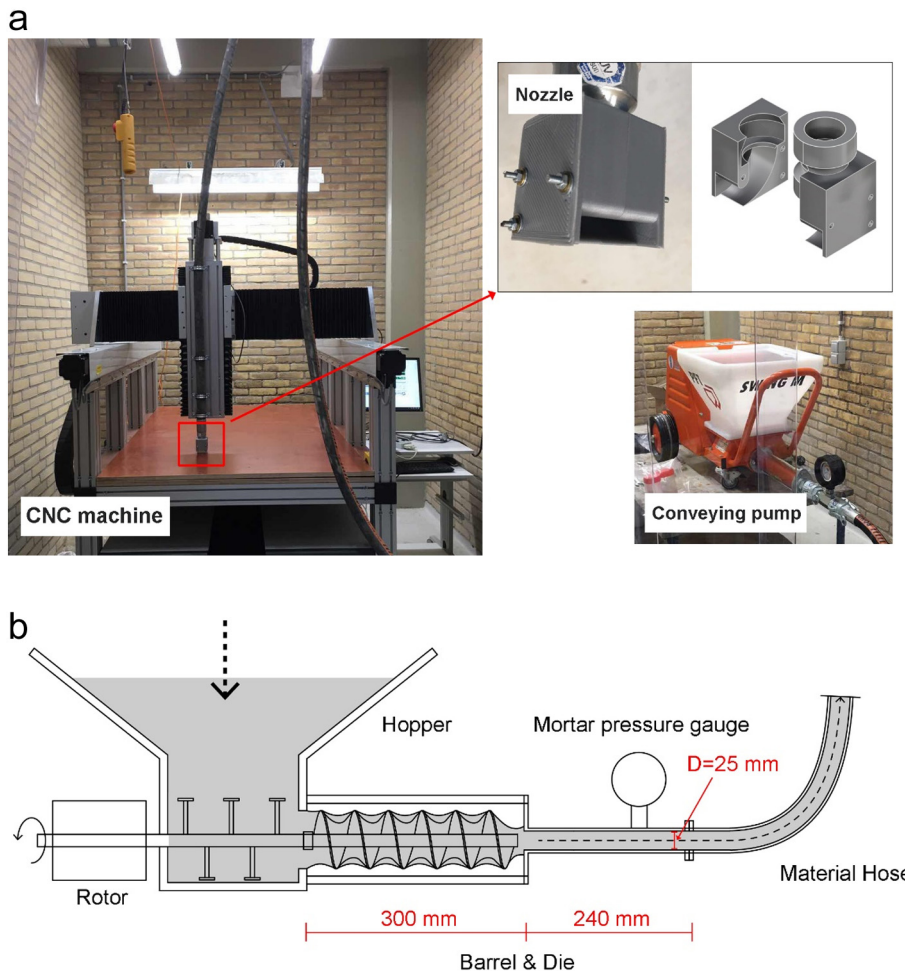 a
Nozzle
CNC machine
PFT
SWING M
Conveying pump
b
Hopper
Mortar pressure gauge
D=25 mm
Rotor
Material Hose
300 mm
240 mm
Barrel & Die